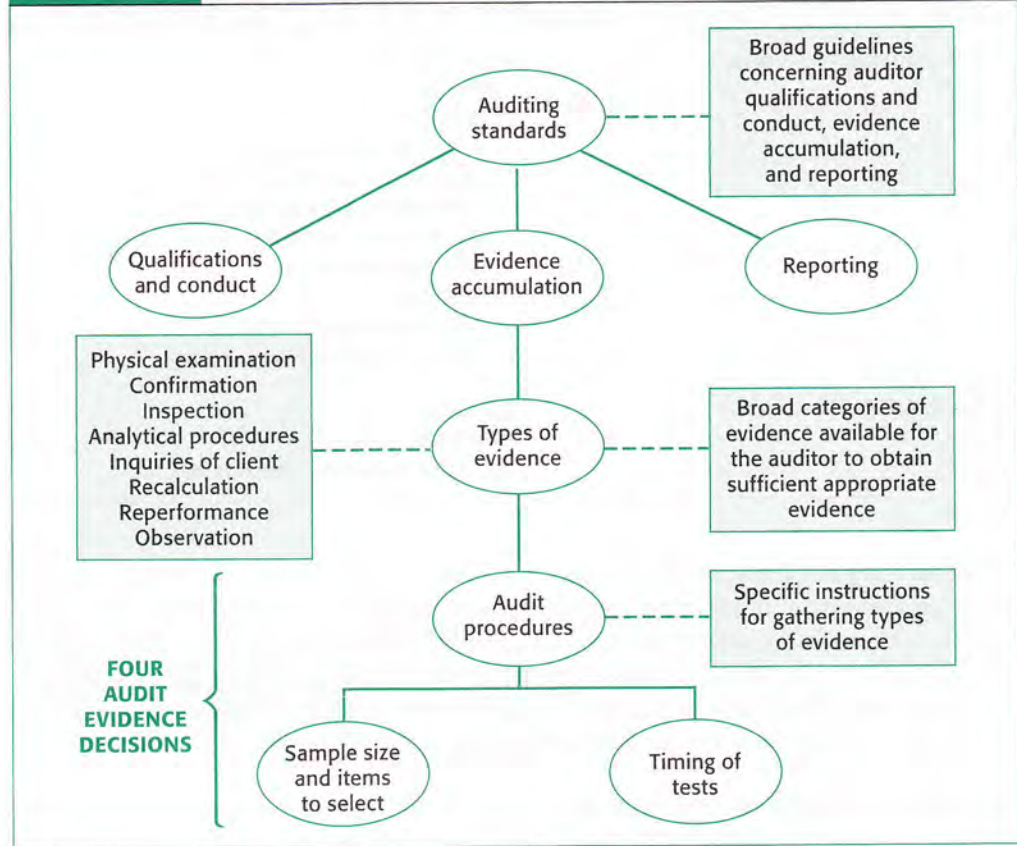 Auditing
standards
Broad guidelines
concerning auditor
qualifications and
conduct, evidence
accumulation,
and reporting
Qualifications
and conduct
Evidence
accumulation
Reporting
Physical examination
Confirmation
Inspection
Analytical procedures
Inquiries of client
Recalculation
Reperformance
Observation
Types of
evidence
Broad categories of
evidence available for
the auditor to obtain
sufficient appropriate
evidence
Audit
procedures
Specific instructions
for gathering types
of evidence
FOUR
AUDIT
EVIDENCE
DECISIONS
Sample size
and items
to select
Timing of
tests